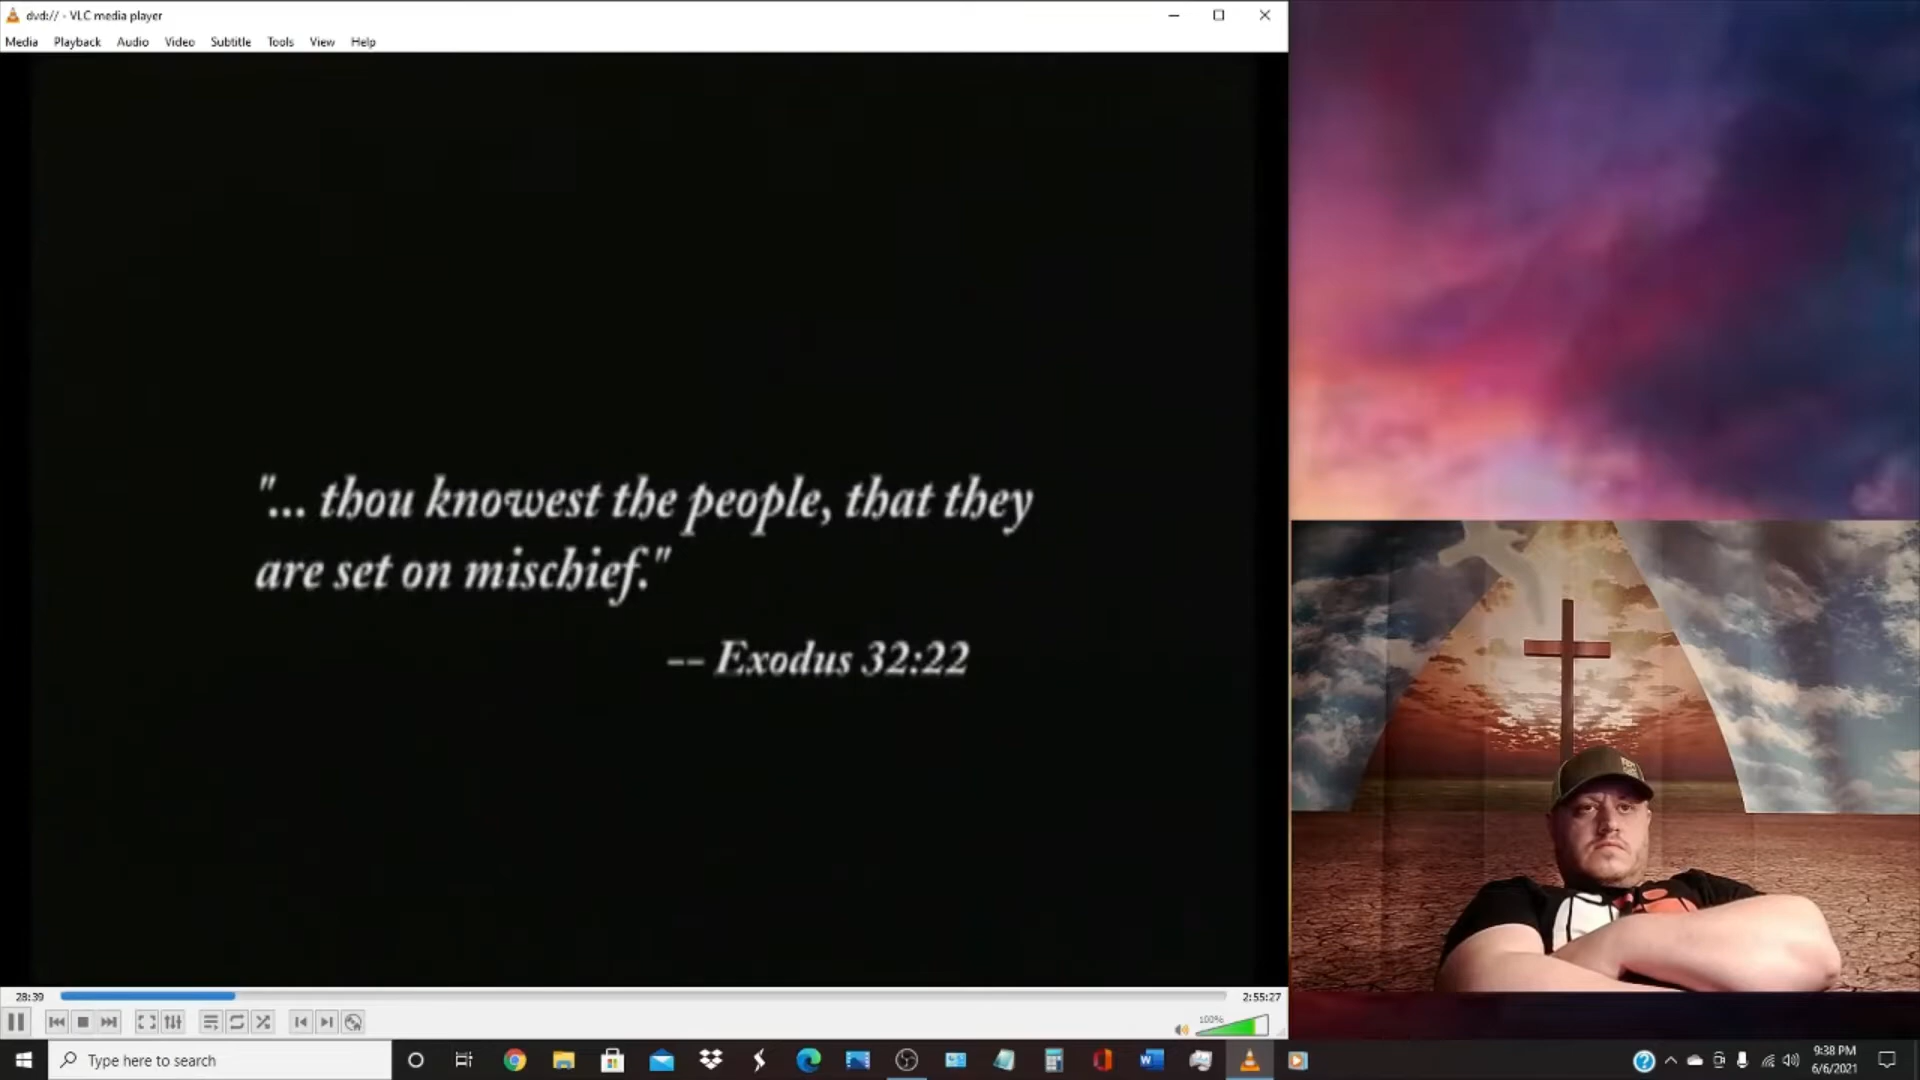 dvd:// - VLC media player
Media Playback Audio Video Subtitle Tools View Help
"... thou knowest the people, that they
are set on mischief."
-- Exodus 32:22
28:39
2:55:27
100%
Type here to search
9:38 PM
6/6/2021